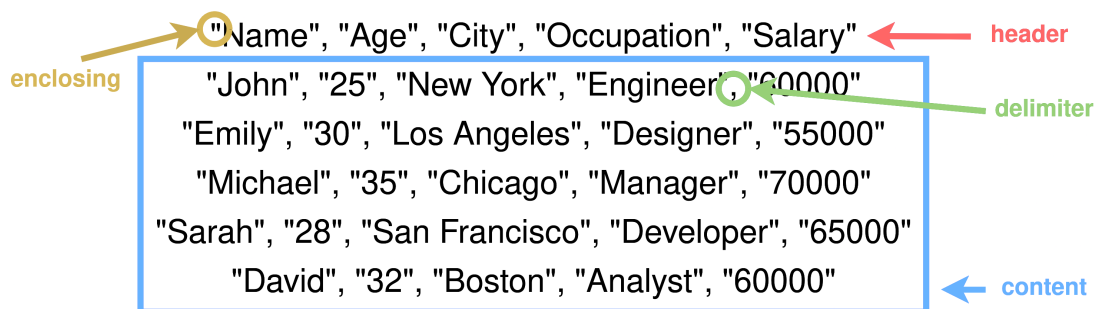 "Name", "Age", "City", "Occupation", "Salary"
header
enclosing
"John", "25", "New York", "Engineer", "60000"
delimiter
"Emily", "30", "Los Angeles", "Designer", "55000"
"Michael", "35", "Chicago", "Manager", "70000"
"Sarah", "28", "San Francisco", "Developer", "65000"
"David", "32", "Boston", "Analyst", "60000"
content